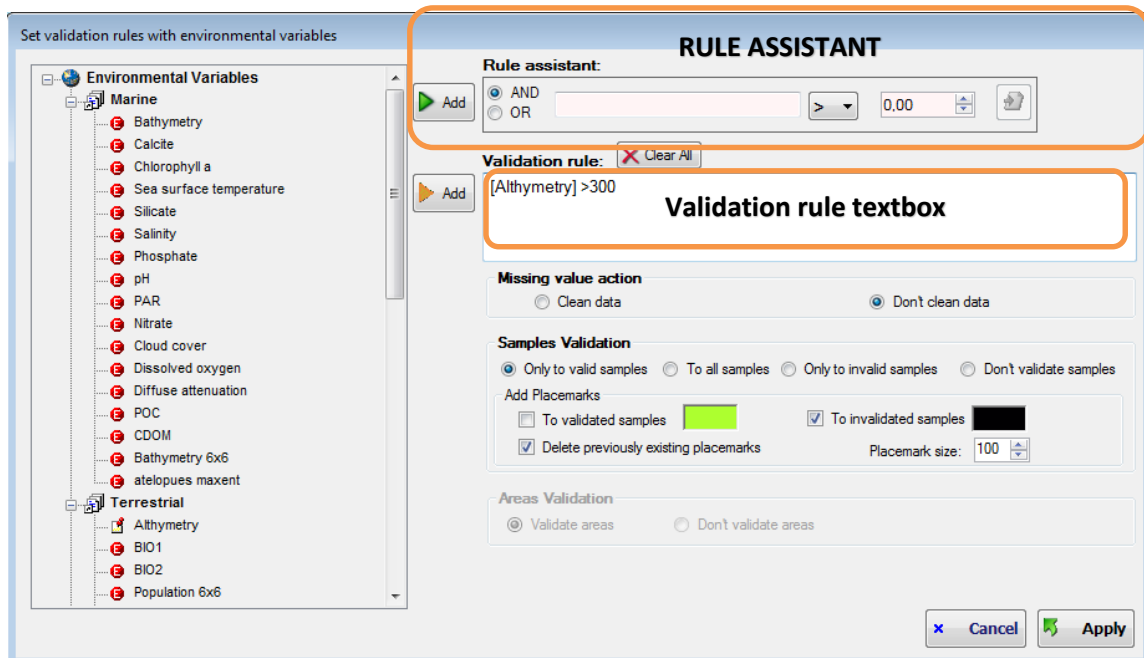 Set validation rules with environmental variables
RULE ASSISTANT
Environmental Variables
Marine
Bathymetry
Calcite
Chlorophyll a
Sea surface temperature
Silicate
Salinity
Phosphate
pH
PAR
Nitrate
Cloud cover
Dissolved oxygen
Diffuse attenuation
POC
CDOM
Bathymetry 6x6
atelopues maxent
Terrestrial
Althymetry
BIO1
BIO2
Population 6x6
Rule assistant:
Add
AND
OR
> 0,00
Validation rule: Clear All
Add
[Althymetry] >300
Validation rule textbox
Missing value action
Clean data Don't clean data
Samples Validation
Only to valid samples To all samples Only to invalid samples Don't validate samples
Add Placemarks
To validated samples To invalidated samples
Delete previously existing placemarks Placemark size: 100
Areas Validation
Validate areas Don't validate areas
Cancel Apply